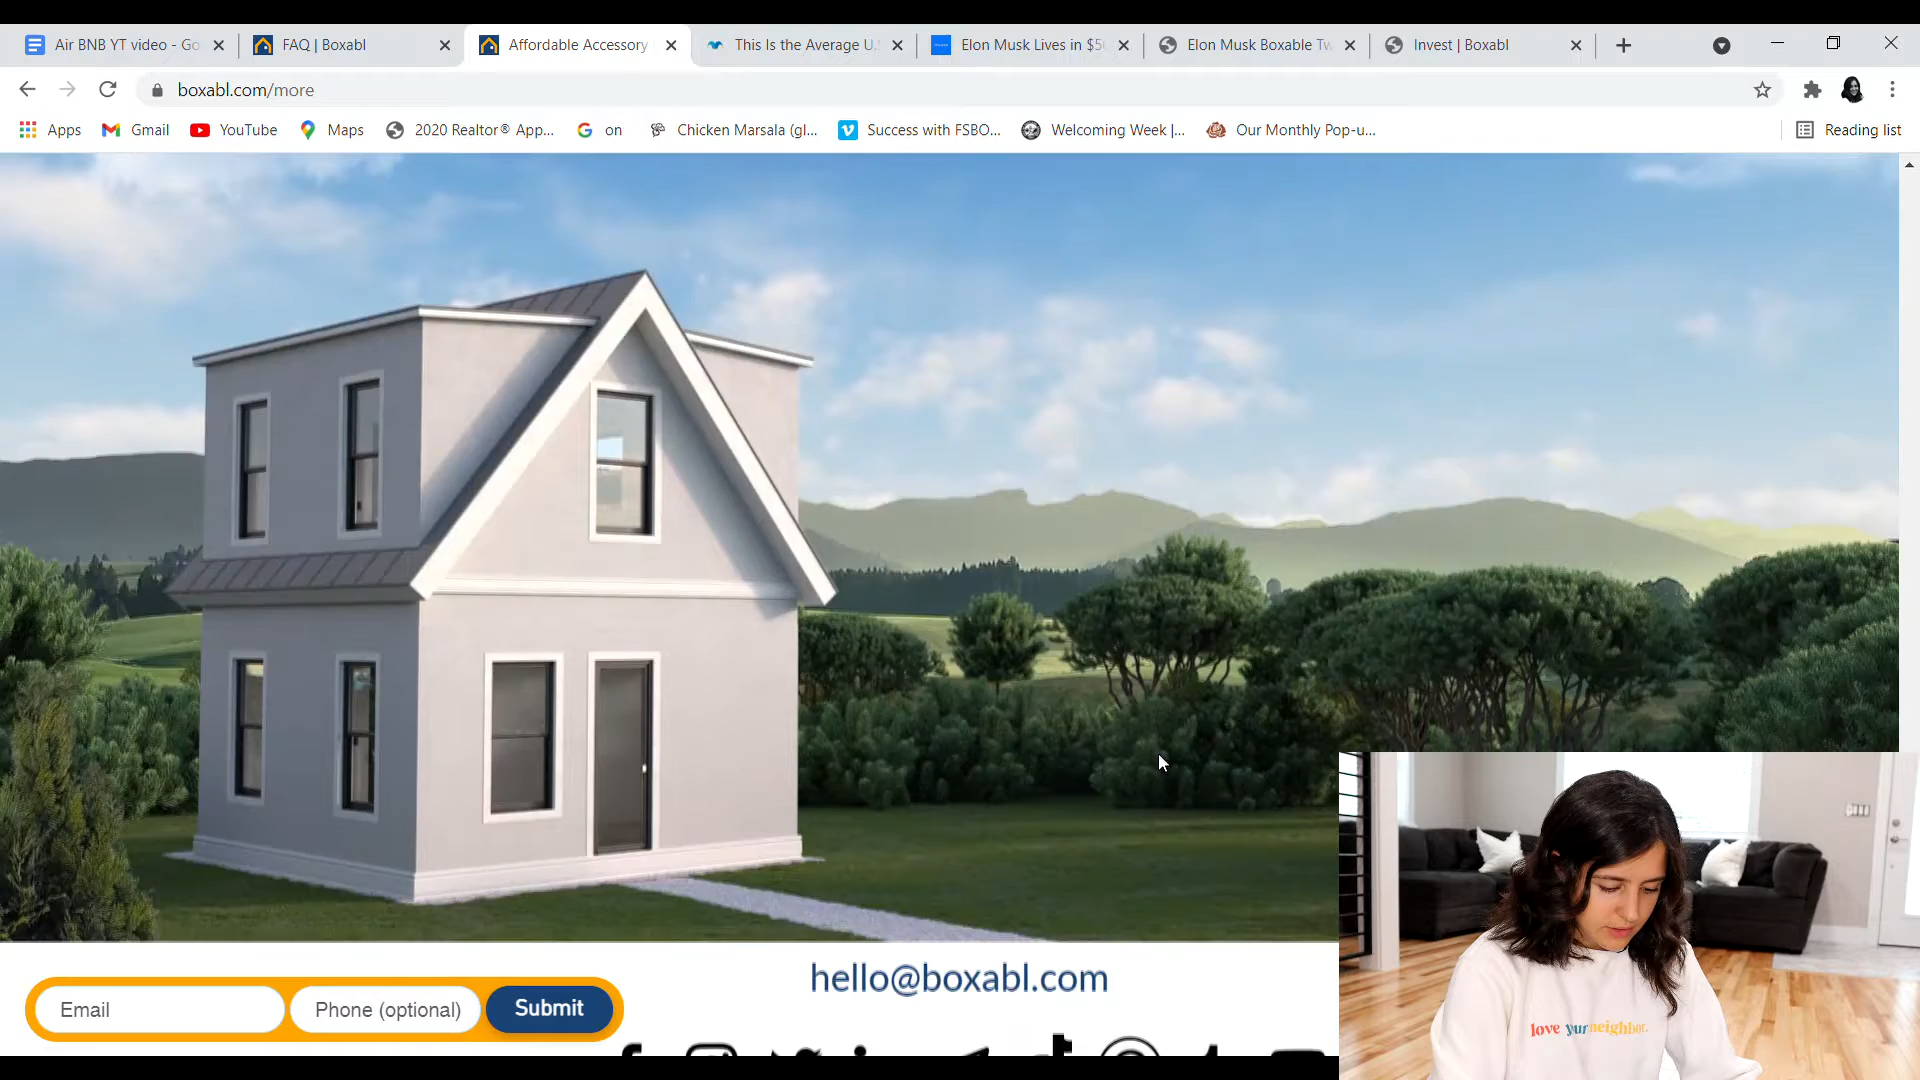 Air BNB YT video - Go
FAQ | Boxabl
Affordable Accessory
This Is the Average U.
Elon Musk Lives in $5
Elon Musk Boxable Tw
Invest | Boxabl
boxabl.com/more
Apps
Gmail
YouTube
Maps
2020 Realtor® App...
on
Chicken Marsala (gl...
Success with FSBO...
Welcoming Week |...
Our Monthly Pop-u...
Reading list
hello@boxabl.com
Email
Phone (optional)
Submit
love your neighbor.